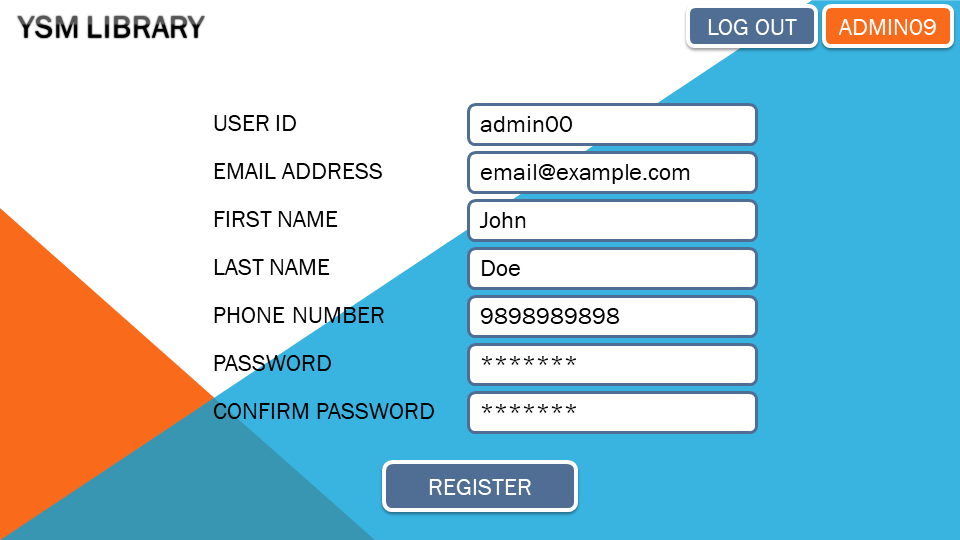 YSM LIBRARY
LOG OUT
ADMIN09
USER ID
admin00
EMAIL ADDRESS
email@example.com
FIRST NAME
John
LAST NAME
Doe
PHONE NUMBER
9898989898
PASSWORD
*******
CONFIRM PASSWORD
*******
REGISTER